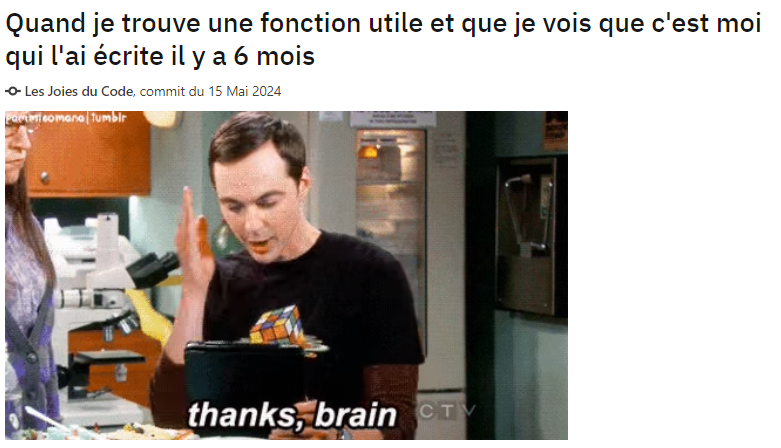 Quand je trouve une fonction utile et que je vois que c'est moi
qui l'ai écrite il y a 6 mois
Les Joies du Code, commit du 15 Mai 2024
thanks, brain
CTV